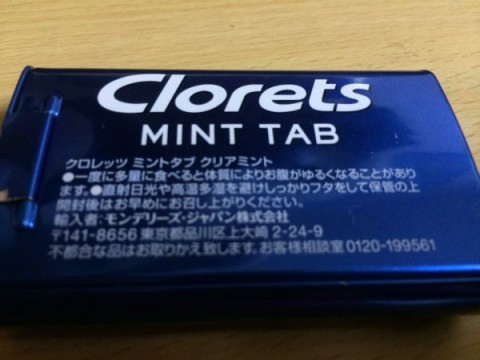 Clorets
MINT TAB
クロレッツ ミントタブ クリアミント
●一度に多量に食べると体質によりお腹がゆるくなることがあり
ます。●直射日光や高温多湿を避けしっかりフタをして保管の上
開封後はお早めにお召し上がりください。
輸入者:モンデリーズ・ジャパン株式会社
〒141-8656 東京都品川区上大崎 2-24-9
不都合な品はお取りかえ致します。お客様相談室 0120-199561